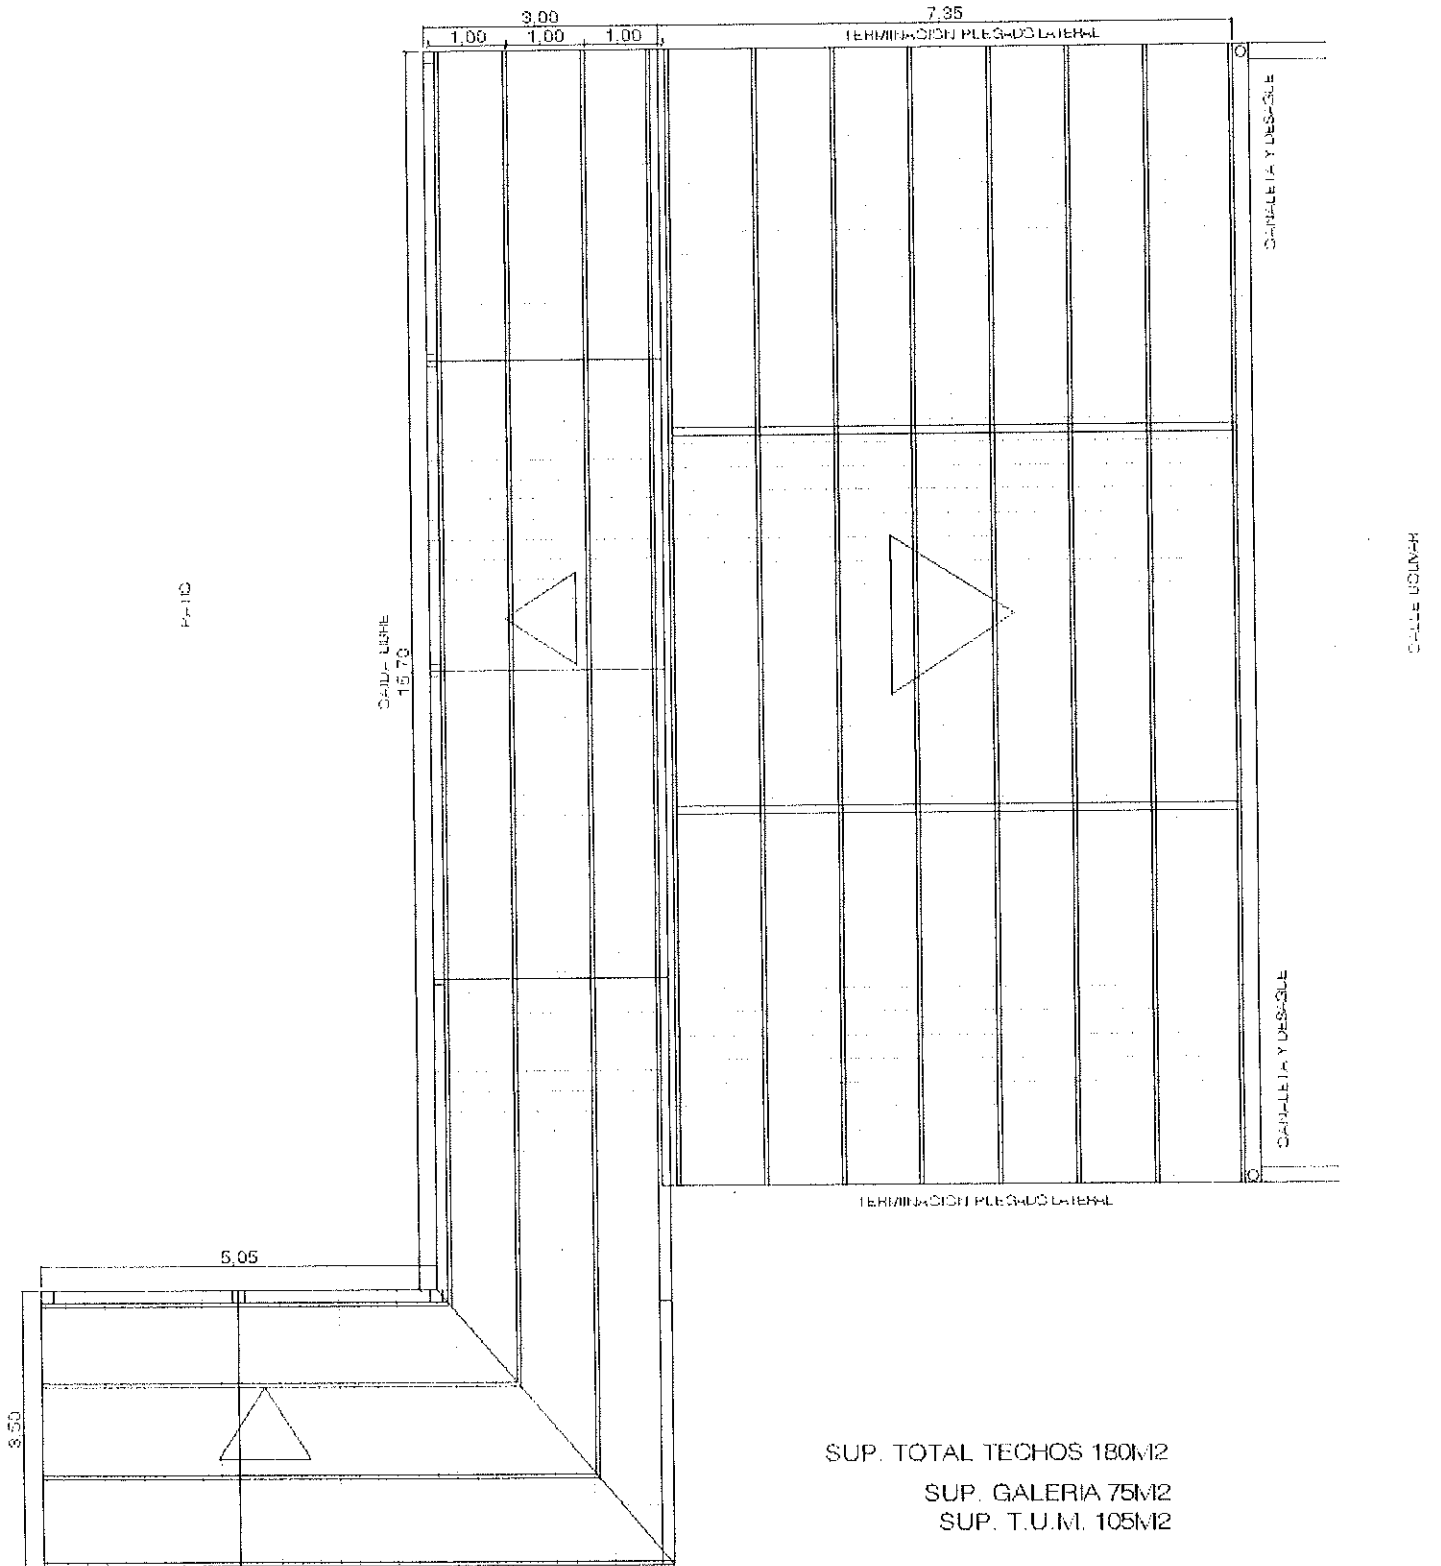 3,00
7,35
1,00 1,00 1,00
TERMINACION PLEGADO LATERAL
CANALETA Y DESAGUE
PATIO
CAIDA LIBRE
15,70
CALLE BOLIVAR
CANALETA Y DESAGUE
TERMINACION PLEGADO LATERAL
5,05
3,50
SUP. TOTAL TECHOS 180M2
SUP. GALERIA 75M2
SUP. T.U.M. 105M2